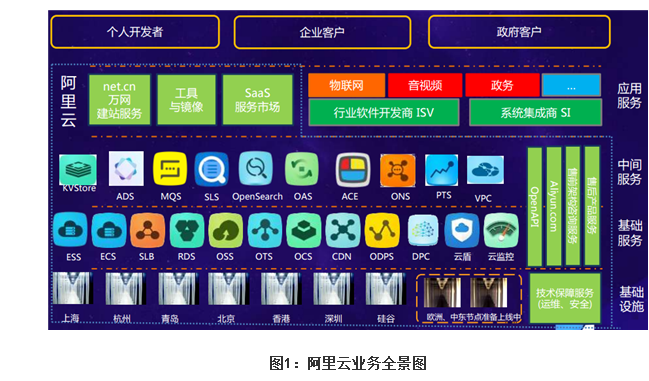 个人开发者
企业客户
政府客户
阿里云
net.cn
万网
建站服务
工具
与镜像
SaaS
服务市场
物联网
音视频
政务
...
行业软件开发商 ISV
系统集成商 SI
应用
服务
KVStore
ADS
MQS
SLS
OpenSearch
OAS
ACE
ONS
PTS
VPC
中间
服务
ESS
ECS
SLB
RDS
OSS
OTS
OCS
CDN
ODPS
DPC
云盾
云监控
OpenAPI
Aliyun.com
售前架构咨询服务
售后产品服务
基础
服务
上海
杭州
青岛
北京
香港
深圳
硅谷
欧洲、中东节点准备上线中
技术保障服务
(运维、安全)
基础
设施
图1：阿里云业务全景图